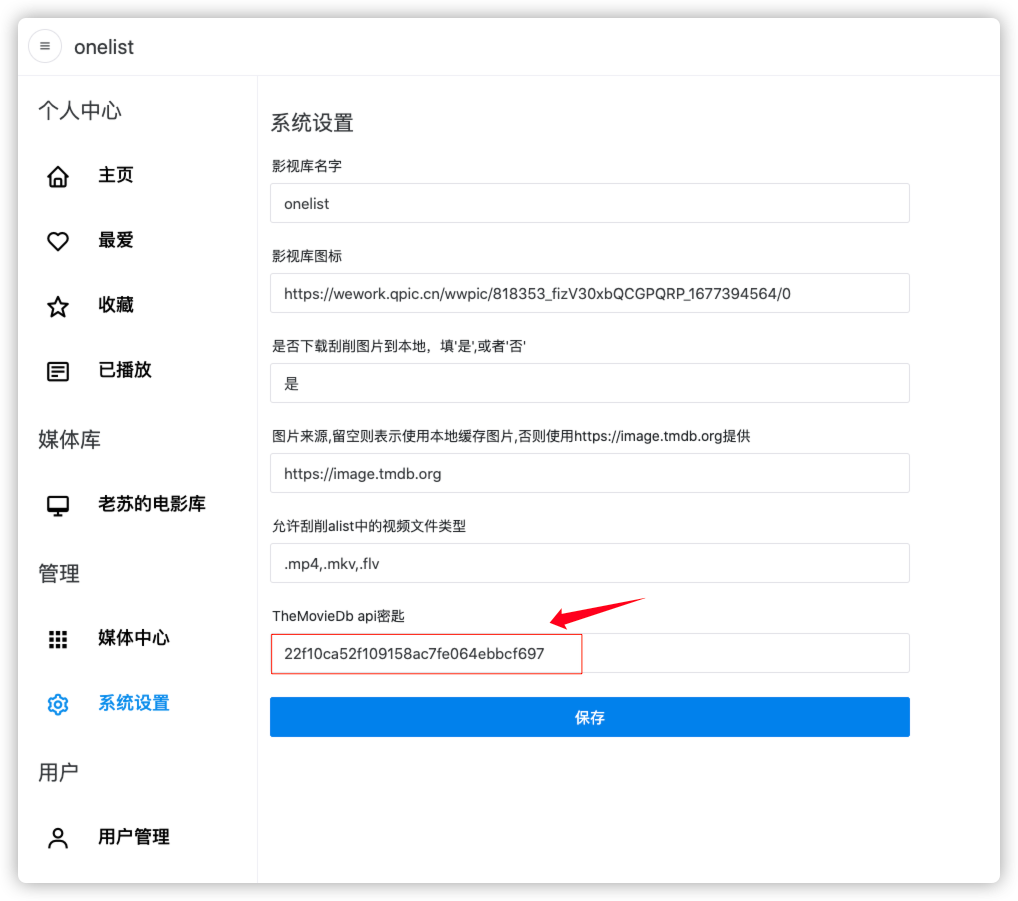 onelist
个人中心
主页
最爱
收藏
已播放
媒体库
老苏的电影库
管理
媒体中心
系统设置
用户
用户管理
系统设置
影视库名字
onelist
影视库图标
https://wework.qpic.cn/wwpic/818353_fizV30xbQCGPQRP_1677394564/0
是否下载刮削图片到本地，填'是',或者'否'
是
图片来源,留空则表示使用本地缓存图片,否则使用https://image.tmdb.org提供
https://image.tmdb.org
允许刮削alist中的视频文件类型
.mp4,.mkv,.flv
TheMovieDb api密匙
22f10ca52f109158ac7fe064ebbcf697
保存